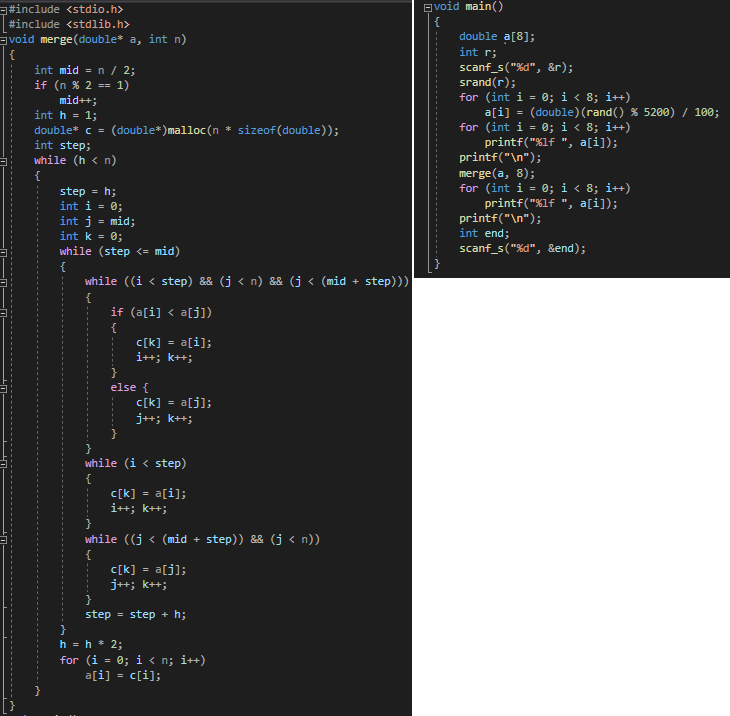 #include <stdio.h>
#include <stdlib.h>
void merge(double* a, int n)
{
    int mid = n / 2;
    if (n % 2 == 1)
        mid++;
    int h = 1;
    double* c = (double*)malloc(n * sizeof(double));
    int step;
    while (h < n)
    {
        step = h;
        int i = 0;
        int j = mid;
        int k = 0;
        while (step <= mid)
        {
            while ((i < step) && (j < n) && (j < (mid + step)))
            {
                if (a[i] < a[j])
                {
                    c[k] = a[i];
                    i++; k++;
                }
                else {
                    c[k] = a[j];
                    j++; k++;
                }
            }
            while (i < step)
            {
                c[k] = a[i];
                i++; k++;
            }
            while ((j < (mid + step)) && (j < n))
            {
                c[k] = a[j];
                j++; k++;
            }
            step = step + h;
        }
        h = h * 2;
        for (i = 0; i < n; i++)
            a[i] = c[i];
    }
}
void main()
{
    double a[8];
    int r;
    scanf_s("%d", &r);
    srand(r);
    for (int i = 0; i < 8; i++)
        a[i] = (double)(rand() % 5200) / 100;
    for (int i = 0; i < 8; i++)
        printf("%lf ", a[i]);
    printf("\n");
    merge(a, 8);
    for (int i = 0; i < 8; i++)
        printf("%lf ", a[i]);
    printf("\n");
    int end;
    scanf_s("%d", &end);
}